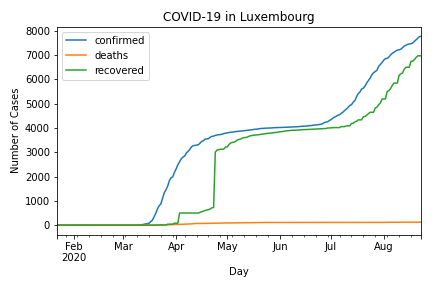 COVID-19 in Luxembourg
confirmed
deaths
recovered
8000
7000
6000
5000
4000
3000
2000
1000
0
Number of Cases
Feb Mar Apr May Jun Jul Aug
2020
Day